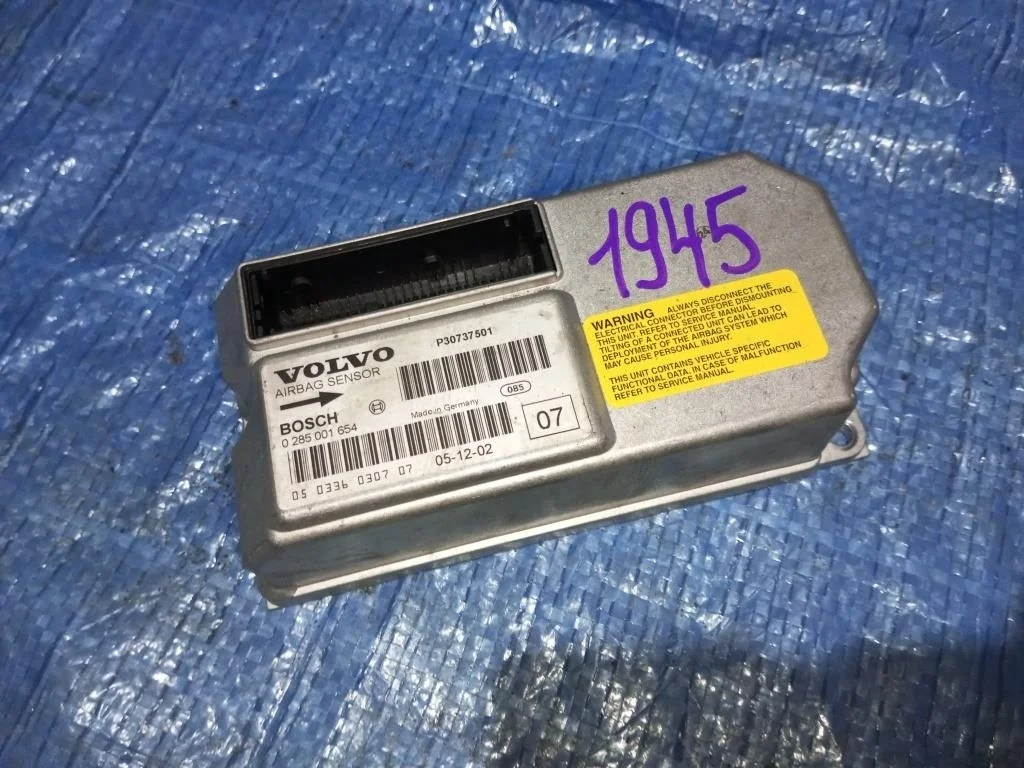 1945
WARNING ALWAYS DISCONNECT THE
ELECTRICAL CONNECTOR BEFORE DISMOUNTING
THIS UNIT REFER TO SERVICE MANUAL.
TILTING OF A CONNECTED UNIT CAN LEAD TO
DEPLOYMENT OF THE AIRBAG SYSTEM WHICH
MAY CAUSE PERSONAL INJURY.
THIS UNIT CONTAINS VEHICLE SPECIFIC
FUNCTIONAL DATA. IN CASE OF MALFUNCTION
REFER TO SERVICE MANUAL.
VOLVO P30737501
AIRBAG SENSOR
BOSCH Made in Germany 085
0 285 001 654
07
05-12-02
05 0336 0307 07